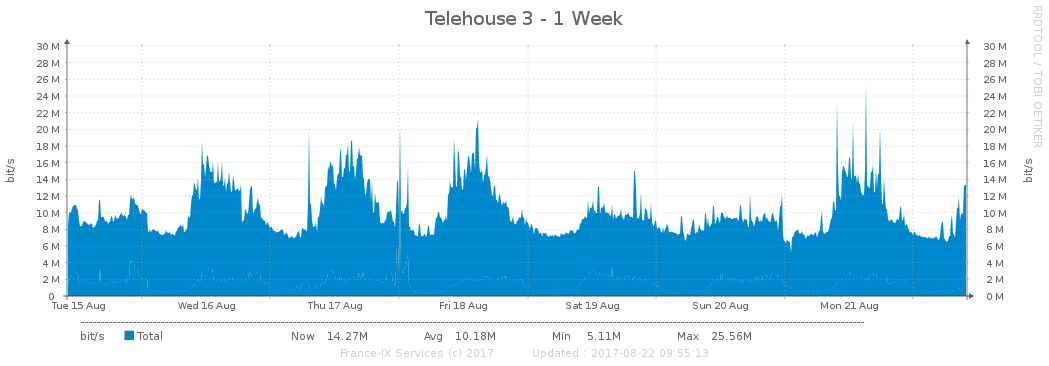 Telehouse 3 - 1 Week
RRDTOOL / TOBI OETIKER
bit/s
30 M 30 M
28 M 28 M
26 M 26 M
24 M 24 M
22 M 22 M
20 M 20 M
18 M 18 M
16 M 16 M
14 M 14 M
12 M 12 M
10 M 10 M
8 M 8 M
6 M 6 M
4 M 4 M
2 M 2 M
0 0 M
bit/s
Tue 15 Aug Wed 16 Aug Thu 17 Aug Fri 18 Aug Sat 19 Aug Sun 20 Aug Mon 21 Aug
bit/s Total Now 14.27M Avg 10.18M Min 5.11M Max 25.56M
France-IX Services (c) 2017 Updated : 2017-08-22 09:55:13